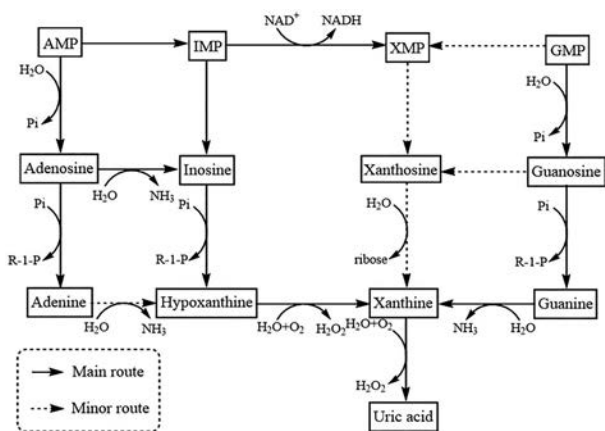 NAD⁺ NADH
AMP IMP XMP GMP
H₂O H₂O
Pi Pi
Adenosine Inosine Xanthosine Guanosine
H₂O NH₃
Pi Pi H₂O Pi
R-1-P R-1-P ribose R-1-P
Adenine Hypoxanthine Xanthine Guanine
H₂O NH₃ H₂O+O₂ H₂O₂ H₂O+O₂ NH₃ H₂O
Main route
H₂O₂
Minor route
Uric acid